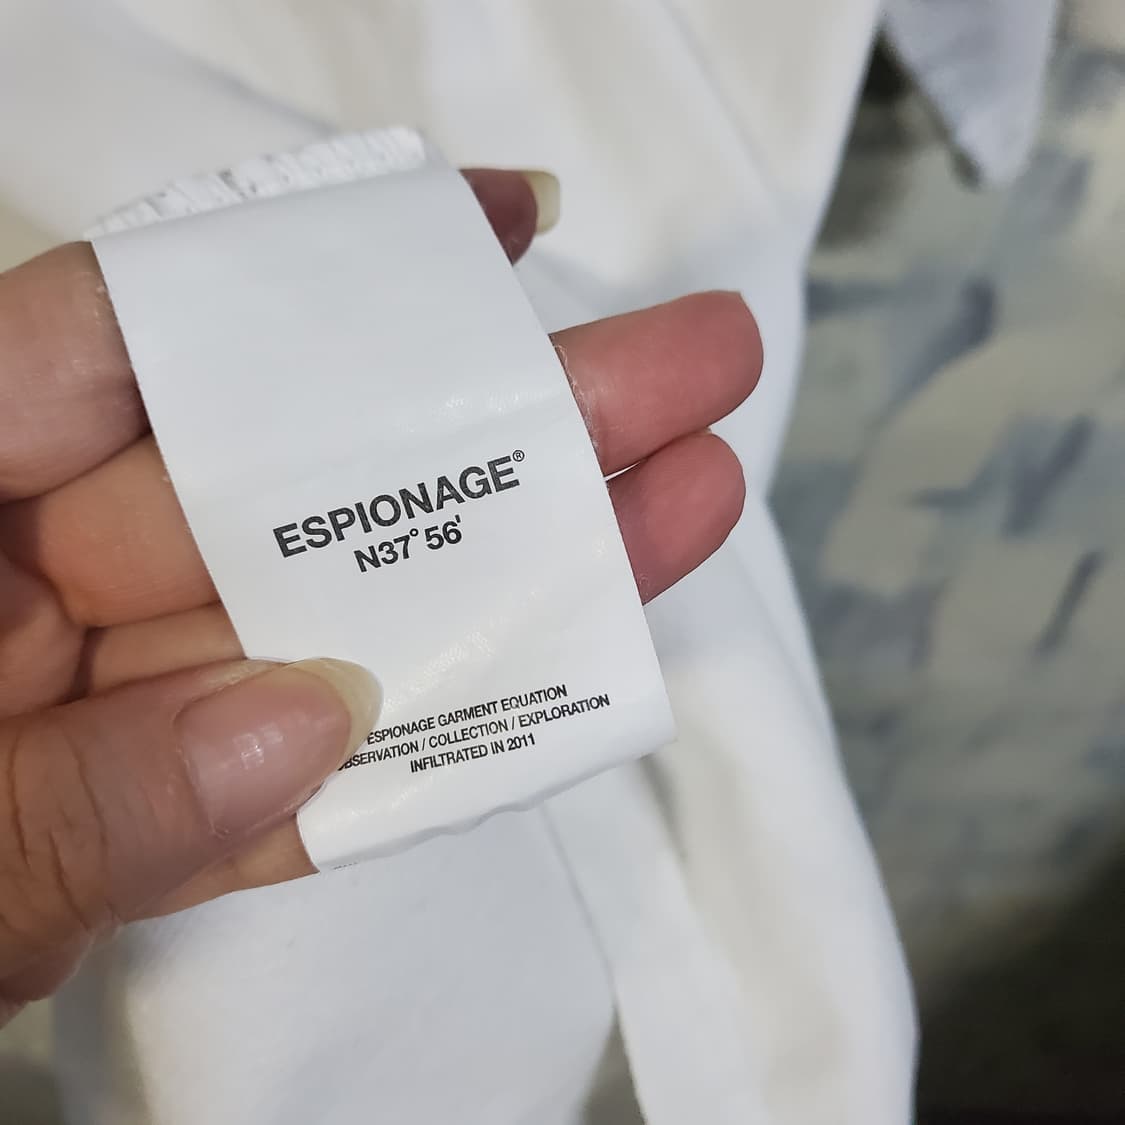 ESPIONAGE®
N37° 56'
ESPIONAGE GARMENT EQUATION
OBSERVATION / COLLECTION / EXPLORATION
INFILTRATED IN 2011